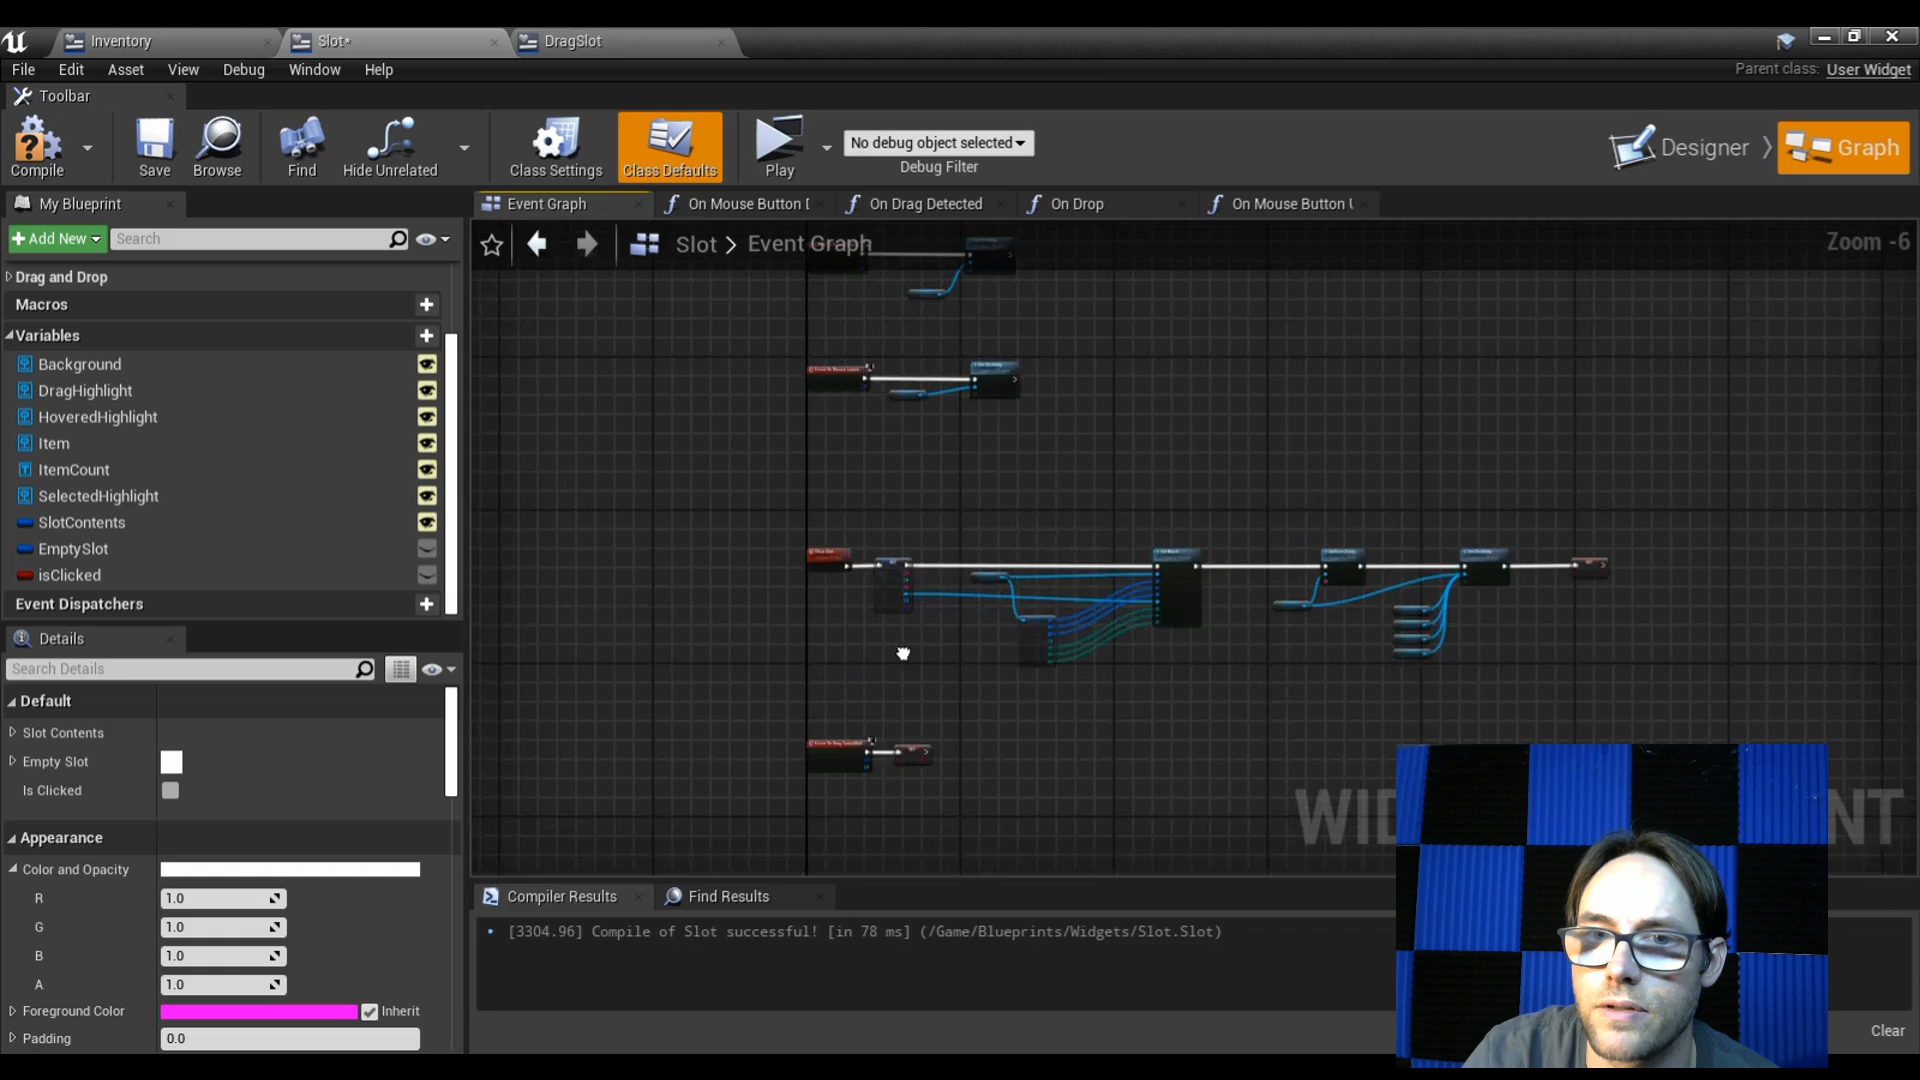 Inventory
Slot*
DragSlot
File Edit Asset View Debug Window Help
Parent class: User Widget
Toolbar
Compile
Save
Browse
Find
Hide Unrelated
Class Settings
Class Defaults
Play
No debug object selected
Debug Filter
Designer
Graph
My Blueprint
Event Graph
On Mouse Button
On Drag Detected
On Drop
On Mouse Button
Add New
Search
Slot > Event Graph
Zoom -6
Drag and Drop
Macros
Variables
Background
DragHighlight
HoveredHighlight
Item
ItemCount
SelectedHighlight
SlotContents
EmptySlot
isClicked
Event Dispatchers
Details
Search Details
Default
Slot Contents
Empty Slot
Is Clicked
Appearance
Color and Opacity
R 1.0
G 1.0
B 1.0
A 1.0
Foreground Color
Inherit
Padding 0.0
Compiler Results
Find Results
[3304.96] Compile of Slot successful! [in 78 ms] (/Game/Blueprints/Widgets/Slot.Slot)
Clear